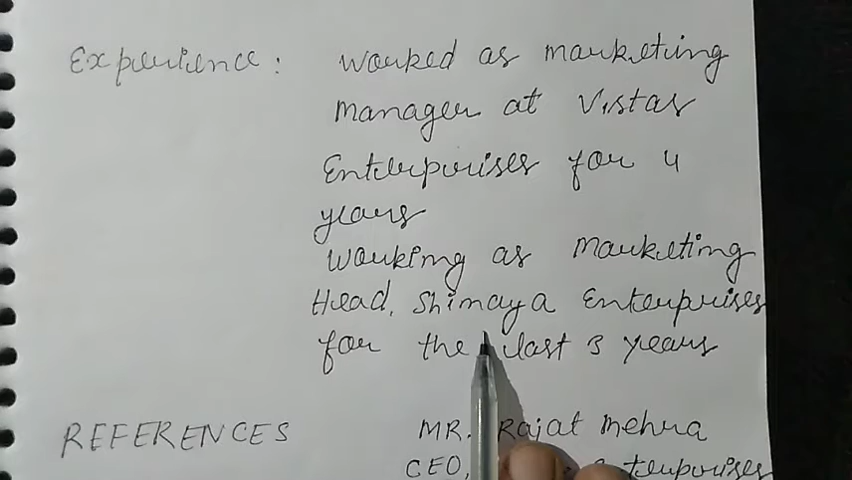 Experience: Worked as marketing
manager at Vistas
Enterprises for 4
years
Working as Marketing
Head, Shimaya Enterprises
for the last 3 years
REFERENCES MR. Rajat Mehra
CEO,